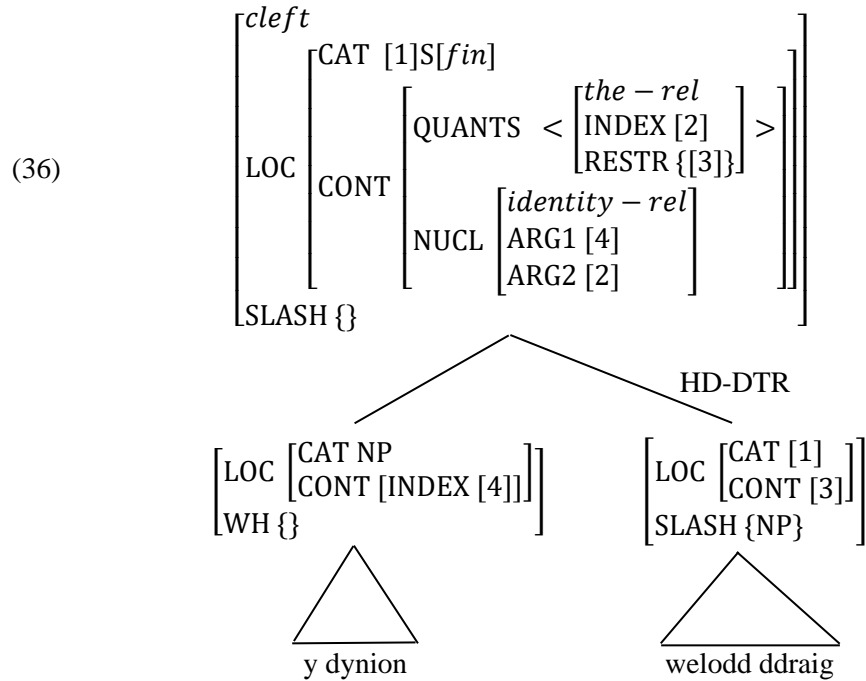 cleft
CAT [1]S[fin]
the − rel
QUANTS < INDEX [2] >
RESTR {[3]}
(36)
LOC
CONT
identity − rel
NUCL ARG1 [4]
ARG2 [2]
SLASH {}
HD-DTR
LOC [CAT NP
CONT [INDEX [4]]]
WH {}
LOC [CAT [1]
CONT [3]]
SLASH {NP}
y dynion
welodd ddraig